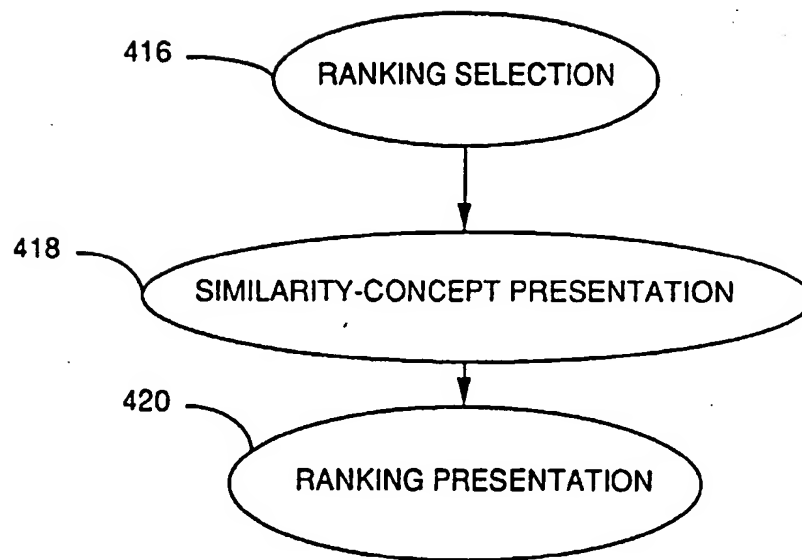 416
RANKING SELECTION
418
SIMILARITY-CONCEPT PRESENTATION
420
RANKING PRESENTATION